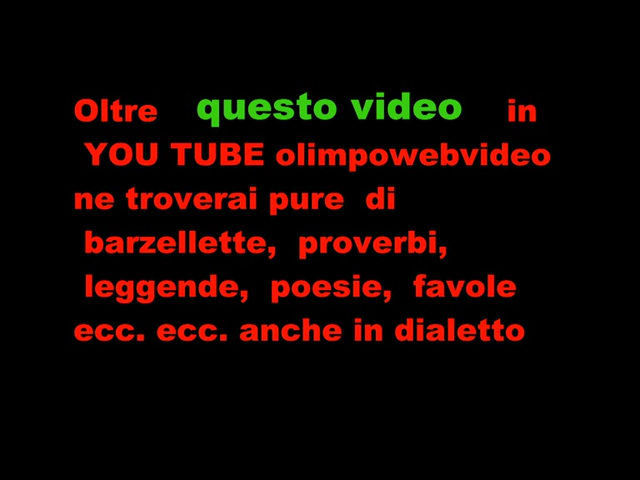 Oltre questo video in
YOU TUBE olimpowebvideo
ne troverai pure di
barzellette, proverbi,
leggende, poesie, favole
ecc. ecc. anche in dialetto